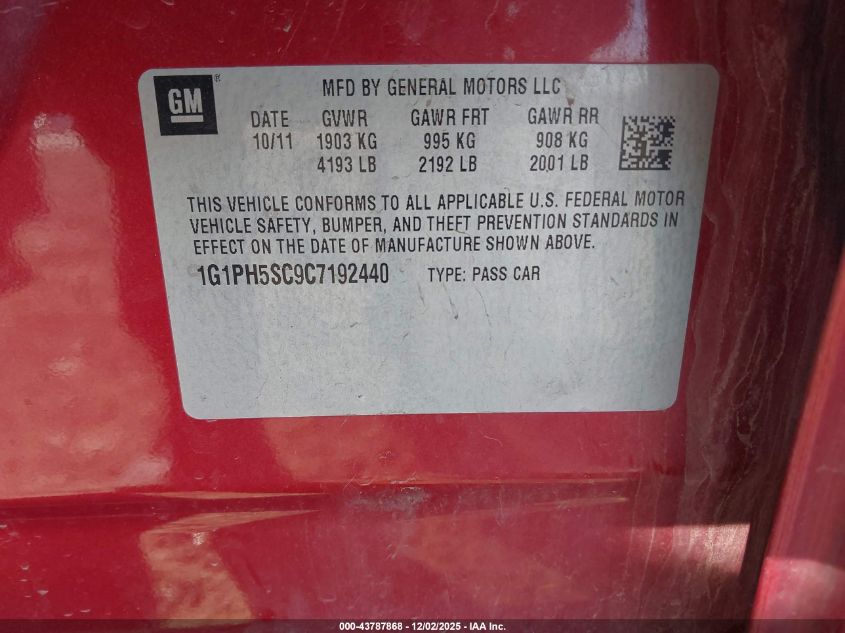 GM®
MFD BY GENERAL MOTORS LLC
DATE GVWR GAWR FRT GAWR RR
10/11 1903 KG 995 KG 908 KG
4193 LB 2192 LB 2001 LB
THIS VEHICLE CONFORMS TO ALL APPLICABLE U.S. FEDERAL MOTOR
VEHICLE SAFETY, BUMPER, AND THEFT PREVENTION STANDARDS IN
EFFECT ON THE DATE OF MANUFACTURE SHOWN ABOVE.
1G1PH5SC9C7192440 TYPE: PASS CAR
000-43787868 - 12/02/2025 - IAA Inc.